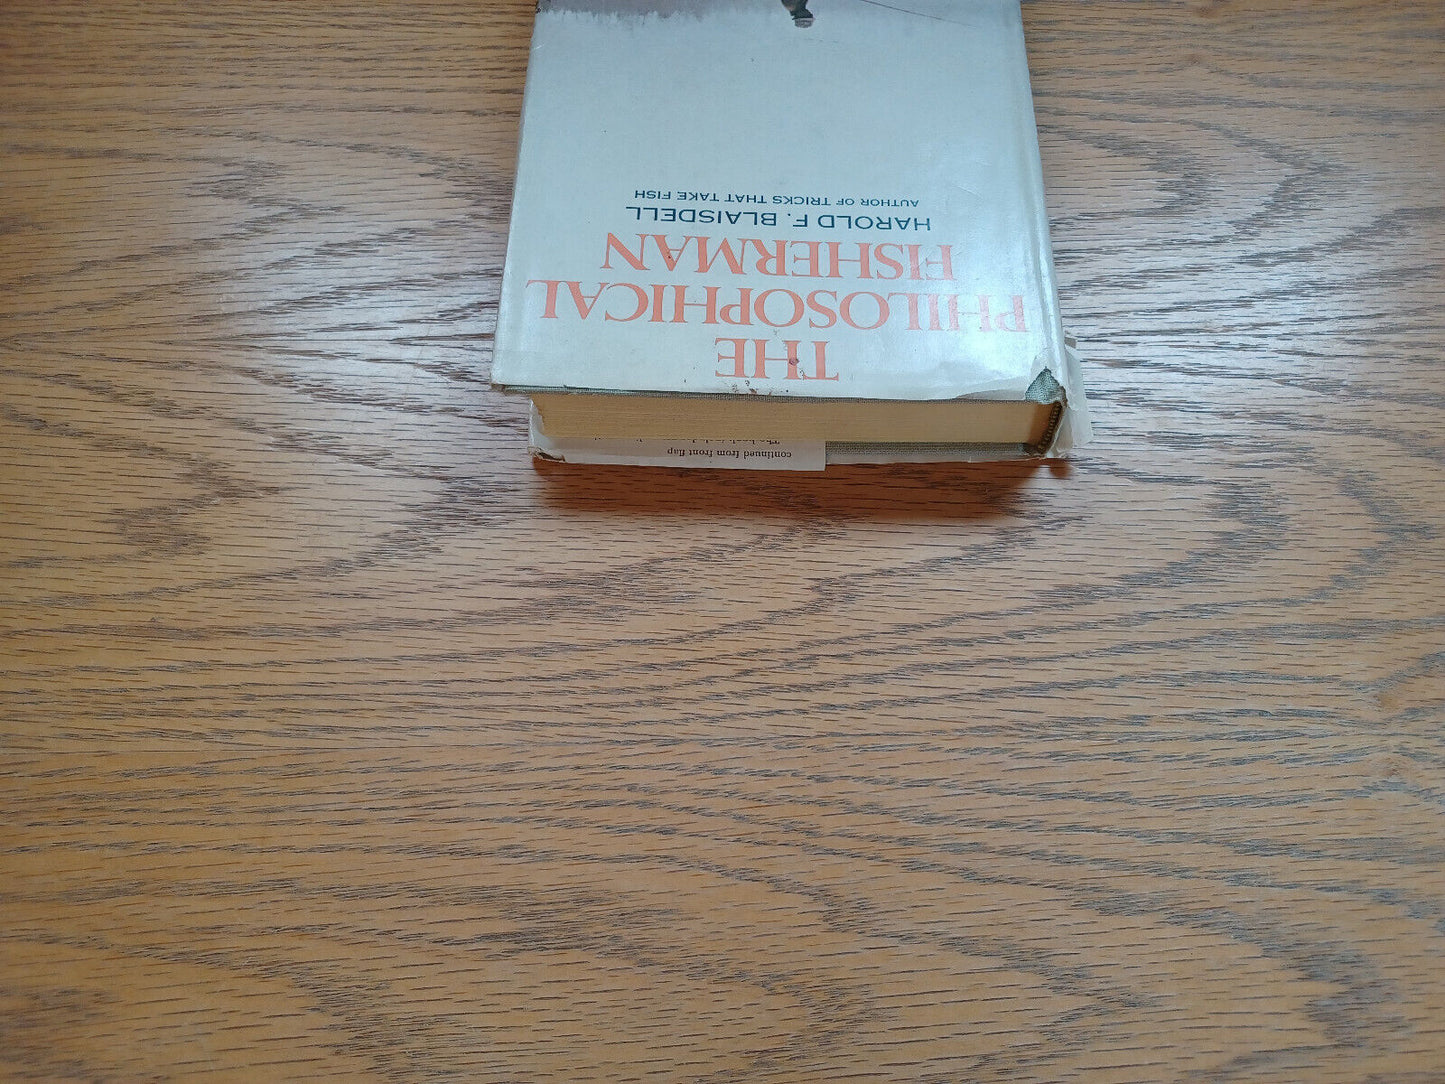 THE
PHILOSOPHICAL
FISHERMAN
HAROLD F. BLAISDELL
AUTHOR OF TRICKS THAT TAKE FISH
continued from front flap